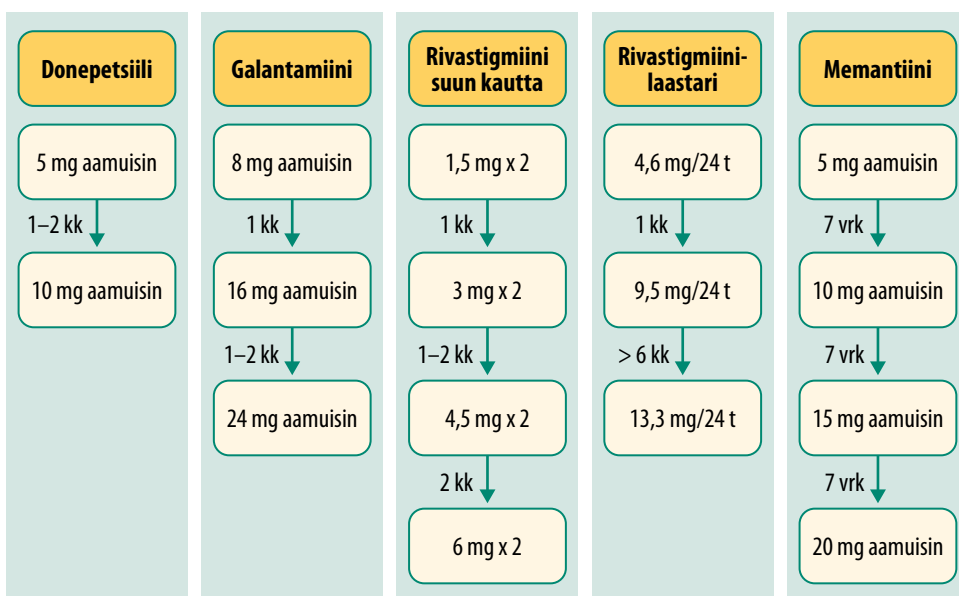 Donepetsiili
5 mg aamuisin
1–2 kk
10 mg aamuisin
Galantamiini
8 mg aamuisin
1 kk
16 mg aamuisin
1–2 kk
24 mg aamuisin
Rivastigmiini
suun kautta
1,5 mg x 2
1 kk
3 mg x 2
1–2 kk
4,5 mg x 2
2 kk
6 mg x 2
Rivastigmiini-
laastari
4,6 mg/24 t
1 kk
9,5 mg/24 t
> 6 kk
13,3 mg/24 t
Memantiini
5 mg aamuisin
7 vrk
10 mg aamuisin
7 vrk
15 mg aamuisin
7 vrk
20 mg aamuisin